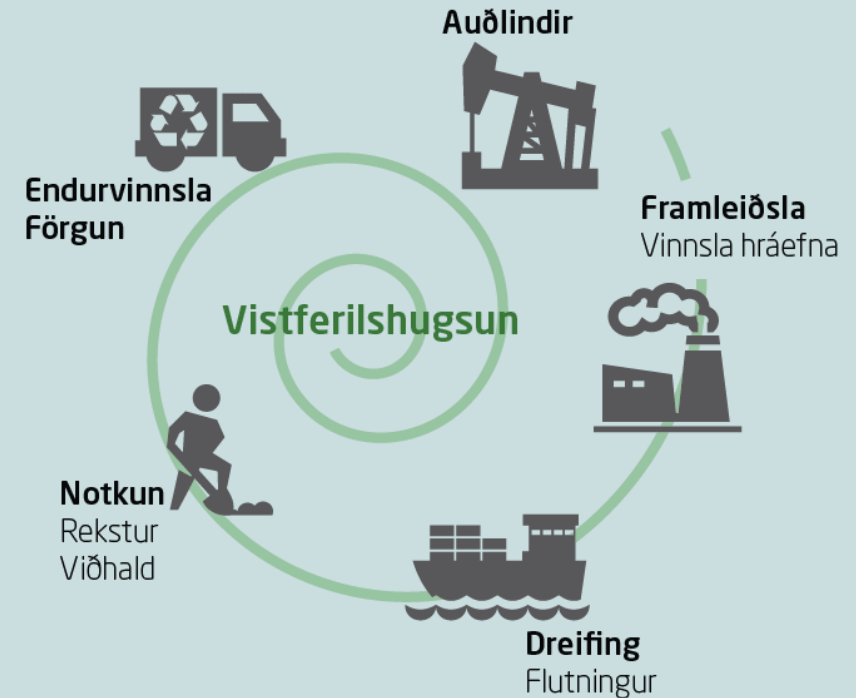 Auðlindir
Framleiðsla
Vinnsla hráefna
Dreifing
Flutningur
Notkun
Rekstur
Viðhald
Endurvinnsla
Förgun
Vistferilshugsun